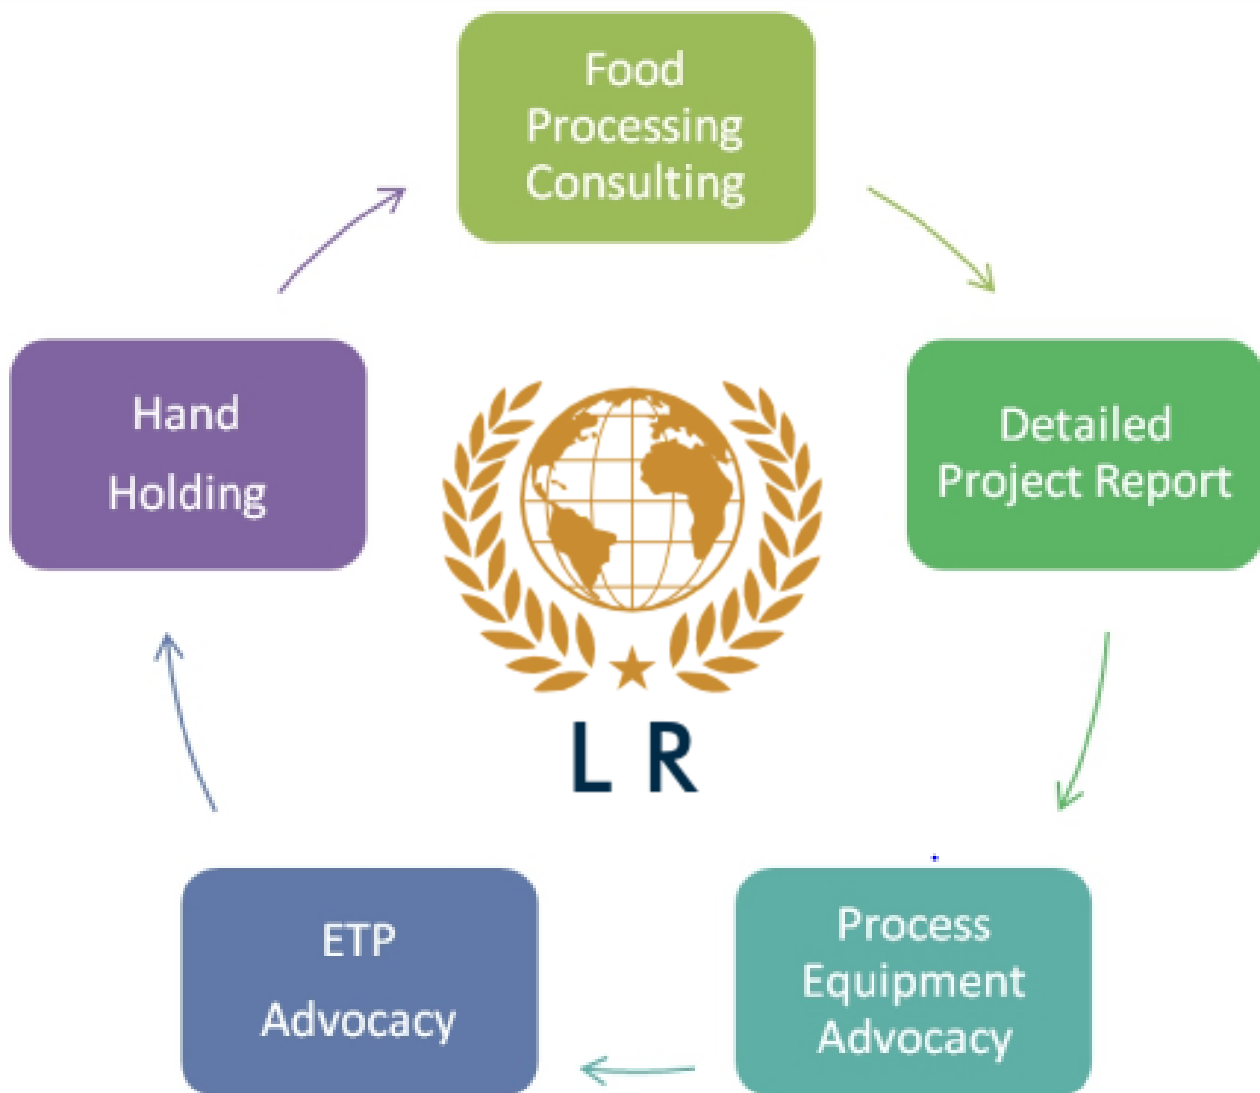 Food
Processing
Consulting
Detailed
Project Report
Process
Equipment
Advocacy
ETP
Advocacy
Hand
Holding
L R